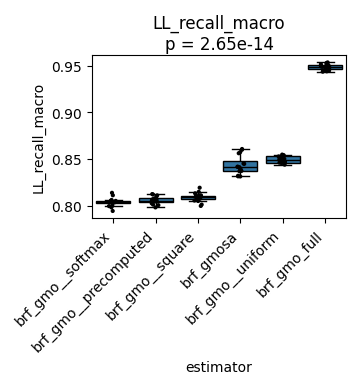 LL_recall_macro
p = 2.65e-14
LL_recall_macro
0.95
0.90
0.85
0.80
brf_gmo__softmax
brf_gmo__precomputed
brf_gmo__square
brf_gmosa
brf_gmo__uniform
brf_gmo_full
estimator